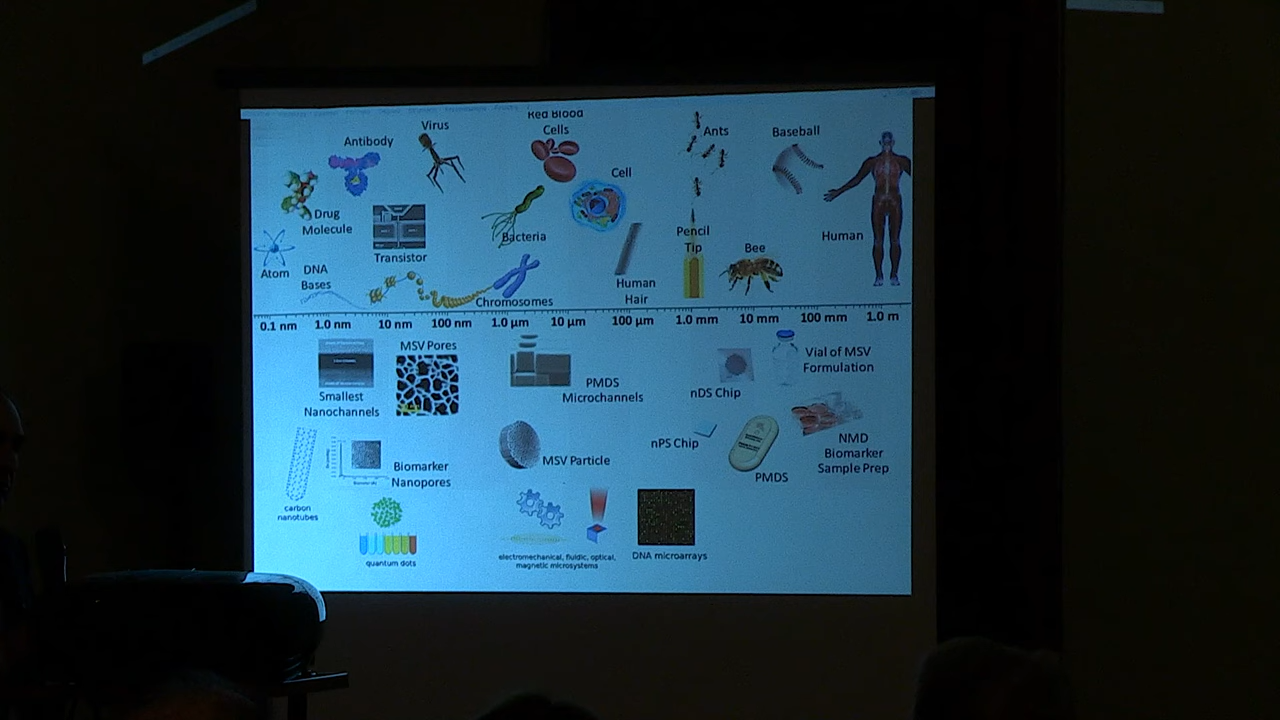 Red Blood
Cells
Virus
Antibody
Ants
Baseball
Cell
Drug
Molecule
Transistor
Bacteria
Pencil
Tip
Human
Bee
Atom
DNA
Bases
Chromosomes
Human
Hair
0.1 nm 1.0 nm 10 nm 100 nm 1.0 µm 10 µm 100 µm 1.0 mm 10 mm 100 mm 1.0 m
MSV Pores
Smallest
Nanochannels
PMDS
Microchannels
nDS Chip
Vial of MSV
Formulation
nPS Chip
PMDS
NMD
Biomarker
Sample Prep
MSV Particle
Biomarker
Nanopores
carbon
nanotubes
quantum dots
electromechanical, fluidic, optical,
magnetic microsystems
DNA microarrays